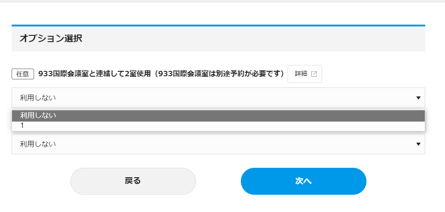 オプション選択
任意 933国際会議室と連結して2室使用（933国際会議室は別途予約が必要です） 詳細
利用しない
利用しない
1
利用しない
戻る 次へ